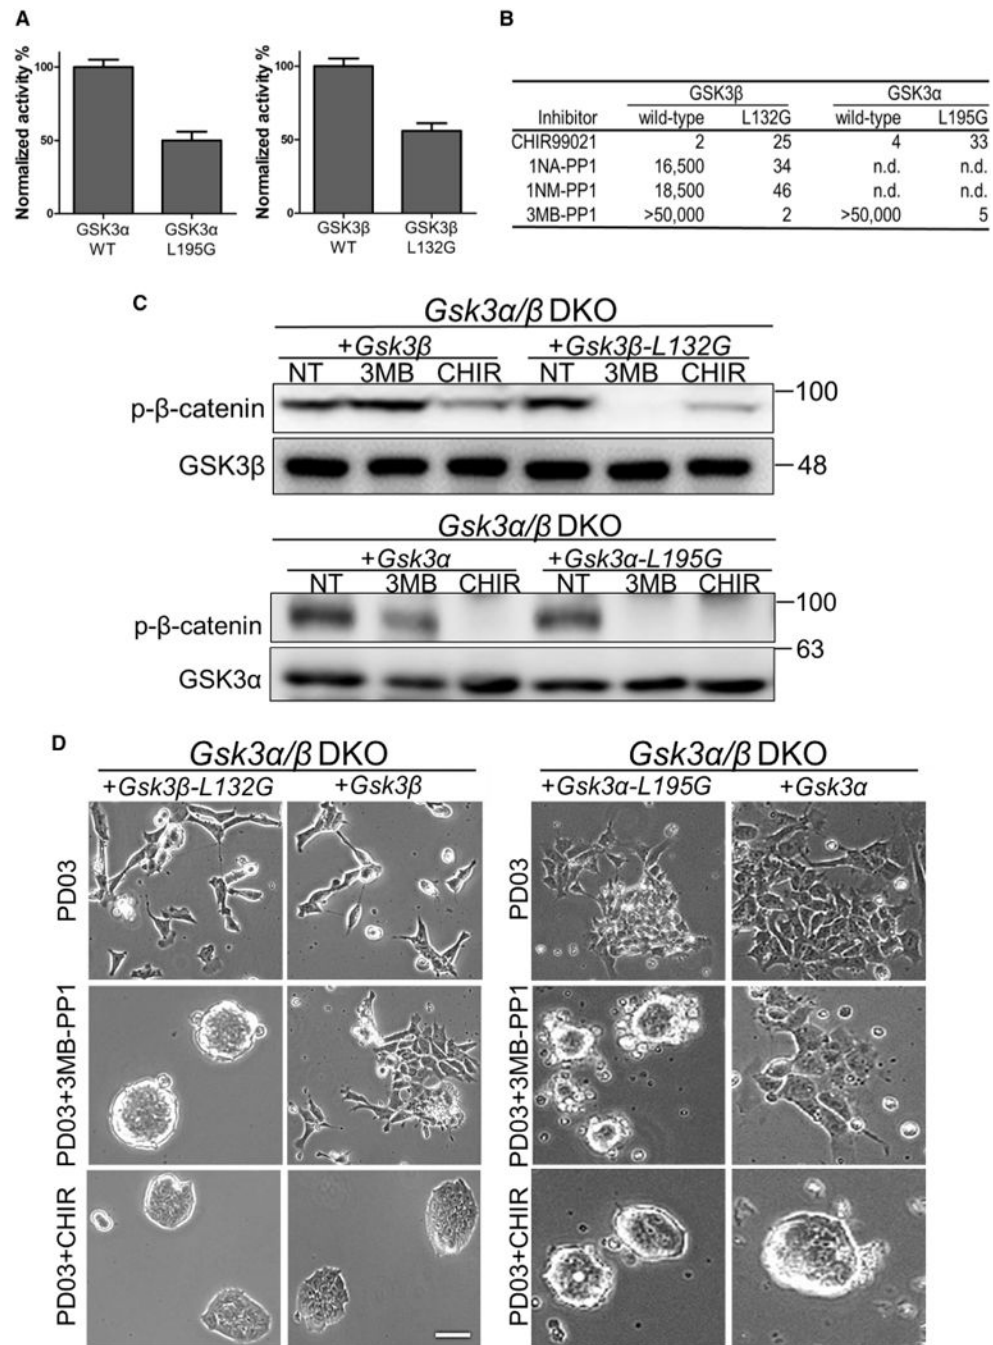 A
Normalized activity %
100
50
0
GSK3α
WT
GSK3α
L195G
Normalized activity %
100
50
0
GSK3β
WT
GSK3β
L132G
B
GSK3β GSK3α
Inhibitor wild-type L132G wild-type L195G
CHIR99021 2 25 4 33
1NA-PP1 16,500 34 n.d. n.d.
1NM-PP1 18,500 46 n.d. n.d.
3MB-PP1 >50,000 2 >50,000 5
C
Gsk3α/β DKO
+Gsk3β +Gsk3β-L132G
NT 3MB CHIR NT 3MB CHIR
p-β-catenin 100
GSK3β 48
Gsk3α/β DKO
+Gsk3α +Gsk3α-L195G
NT 3MB CHIR NT 3MB CHIR
p-β-catenin 100
63
GSK3α
D
Gsk3α/β DKO Gsk3α/β DKO
+Gsk3β-L132G +Gsk3β +Gsk3α-L195G +Gsk3α
PD03 PD03
PD03+3MB-PP1 PD03+3MB-PP1
PD03+CHIR PD03+CHIR